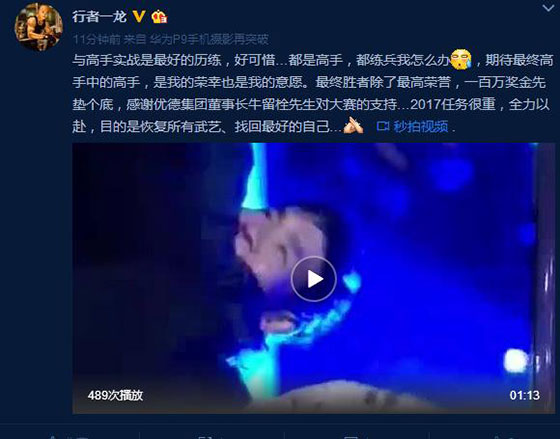 行者一龙
11分钟前 来自 华为P9手机摄影再突破
与高手实战是最好的历练，好可惜…都是高手，都练兵我怎么办，期待最终高
手中的高手，是我的荣幸也是我的意愿。最终胜者除了最高荣誉，一百万奖金先
垫个底，感谢优德集团董事长牛留栓先生对大赛的支持…2017任务很重，全力以
赴，目的是恢复所有武艺、找回最好的自己… 秒拍视频 .
489次播放
01:13